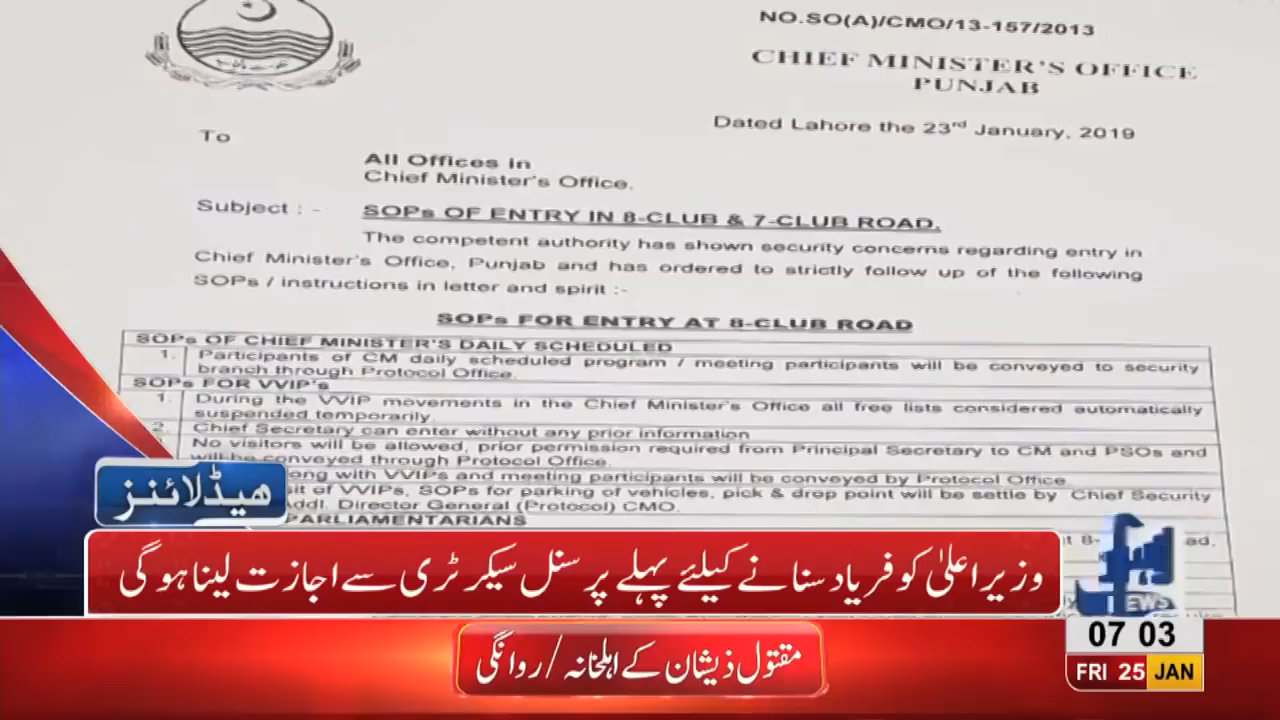 NO.SO(A)/CMO/13-157/2013
CHIEF MINISTER'S OFFICE
PUNJAB
Dated Lahore the 23rd January, 2019
To
All Offices in
Chief Minister's Office.
Subject : - SOPs OF ENTRY IN 8-CLUB & 7-CLUB ROAD.
The competent authority has shown security concerns regarding entry in
Chief Minister's Office, Punjab and has ordered to strictly follow up of the following
SOPs / instructions in letter and spirit :-
SOPs FOR ENTRY AT 8-CLUB ROAD
SOPs OF CHIEF MINISTER'S DAILY SCHEDULED
1. Participants of CM daily scheduled program / meeting participants will be conveyed to security
branch through Protocol Office.
SOPs FOR VVIP's
1. During the VVIP movements in the Chief Minister's Office all free lists considered automatically
suspended temporarily.
2. Chief Secretary can enter without any prior information
No visitors will be allowed, prior permission required from Principal Secretary to CM and PSOs and
will be conveyed through Protocol Office.
with VVIPs and meeting participants will be conveyed by Protocol Office.
of VVIPs, SOPs for parking of vehicles, pick & drop point will be settle by Chief Security
Addl. Director General (Protocol) CMO.
PARLIAMENTARIANS
ہیڈلائنز
وزیراعلیٰ کو فریاد سنانے کیلئے پہلے پرسنل سیکرٹری سے اجازت لینا ہوگی
NEWS
مقتول ذیشان کے اہلخانہ / روانگی
07 03
FRI 25 JAN